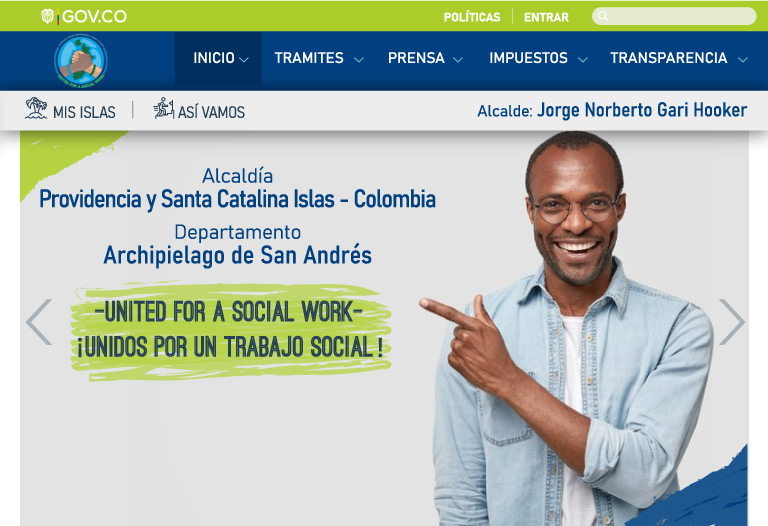 GOV.CO
POLÍTICAS ENTRAR
INICIO TRAMITES PRENSA IMPUESTOS TRANSPARENCIA
MIS ISLAS ASÍ VAMOS Alcalde: Jorge Norberto Gari Hooker
Alcaldía
Providencia y Santa Catalina Islas - Colombia
Departamento
Archipielago de San Andrés
-UNITED FOR A SOCIAL WORK-
¡UNIDOS POR UN TRABAJO SOCIAL !